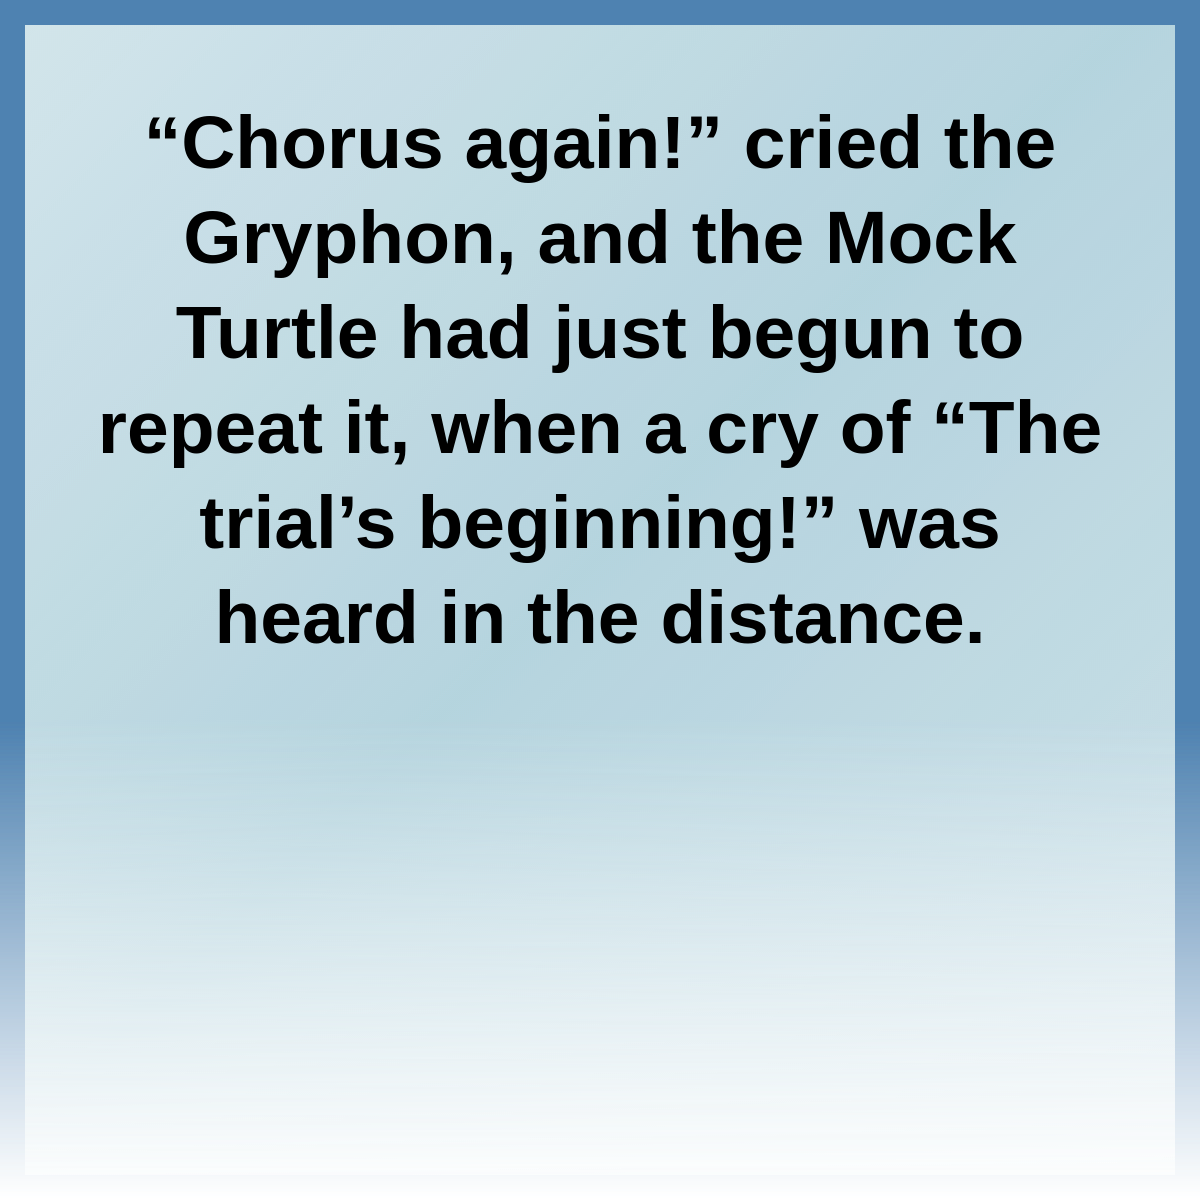 “Chorus again!” cried the
Gryphon, and the Mock
Turtle had just begun to
repeat it, when a cry of “The
trial’s beginning!” was
heard in the distance.